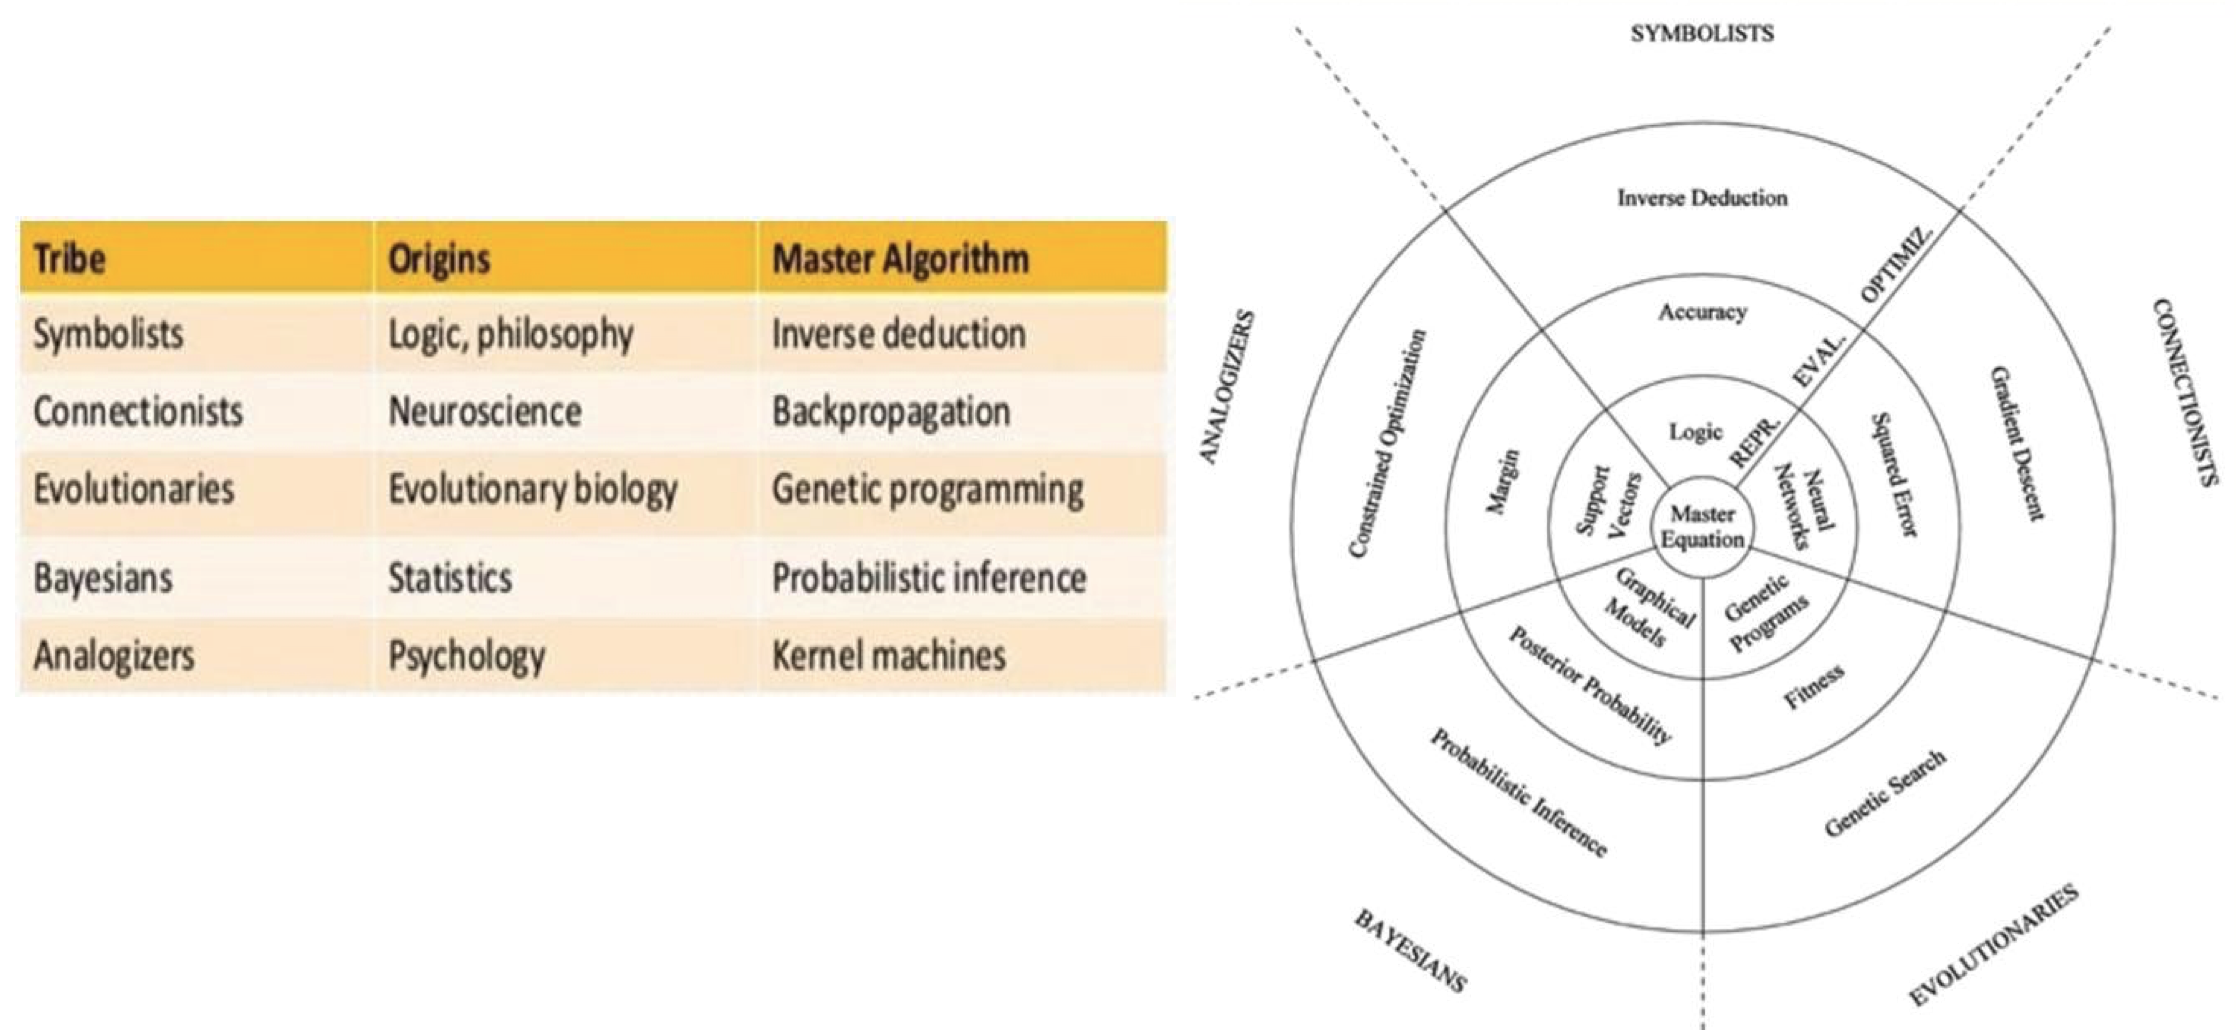 Tribe Origins Master Algorithm
Symbolists Logic, philosophy Inverse deduction
Connectionists Neuroscience Backpropagation
Evolutionaries Evolutionary biology Genetic programming
Bayesians Statistics Probabilistic inference
Analogizers Psychology Kernel machines
SYMBOLISTS
Inverse Deduction
OPTIMIZ.
Accuracy
EVAL.
Logic
REPR.
CONNECTIONISTS
Gradient Descent
Squared Error
Neural
Networks
ANALOGIZERS
Constrained Optimization
Margin
Support
Vectors
Master
Equation
Graphical
Models
Genetic
Programs
Posterior Probability
Fitness
Probabilistic Inference
Genetic Search
BAYESIANS
EVOLUTIONARIES